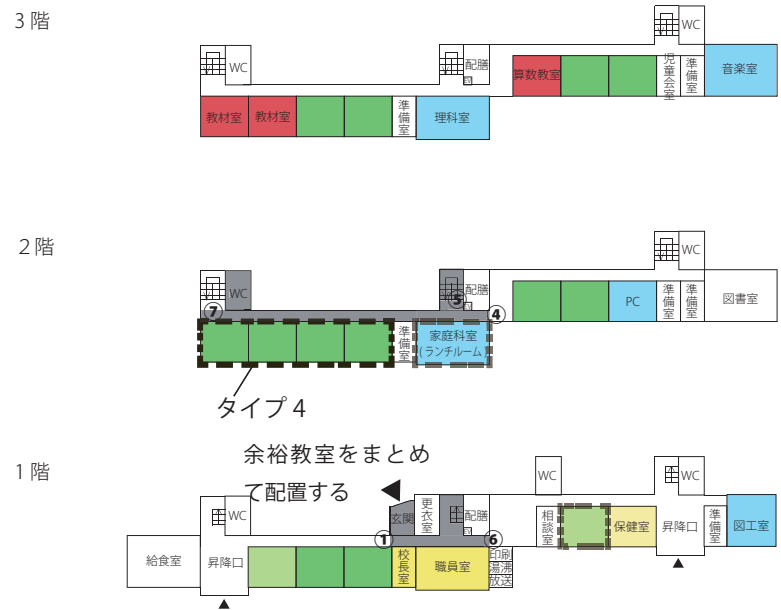 3 階
WC
WC
配膳
EV
算数教室
児童会室
準備室
音楽室
教材室
教材室
準備室
理科室
2 階
WC
WC
配膳
EV
⑦
⑤
④
PC
準備室
準備室
図書室
準備室
家庭科室
(ランチルーム)
タイプ 4
余裕教室をまとめ
て配置する
1 階
WC
WC
WC
玄関
更衣室
配膳
EV
①
⑥
相談室
保健室
昇降口
準備室
図工室
給食室
昇降口
校長室
職員室
印刷
湯沸
放送